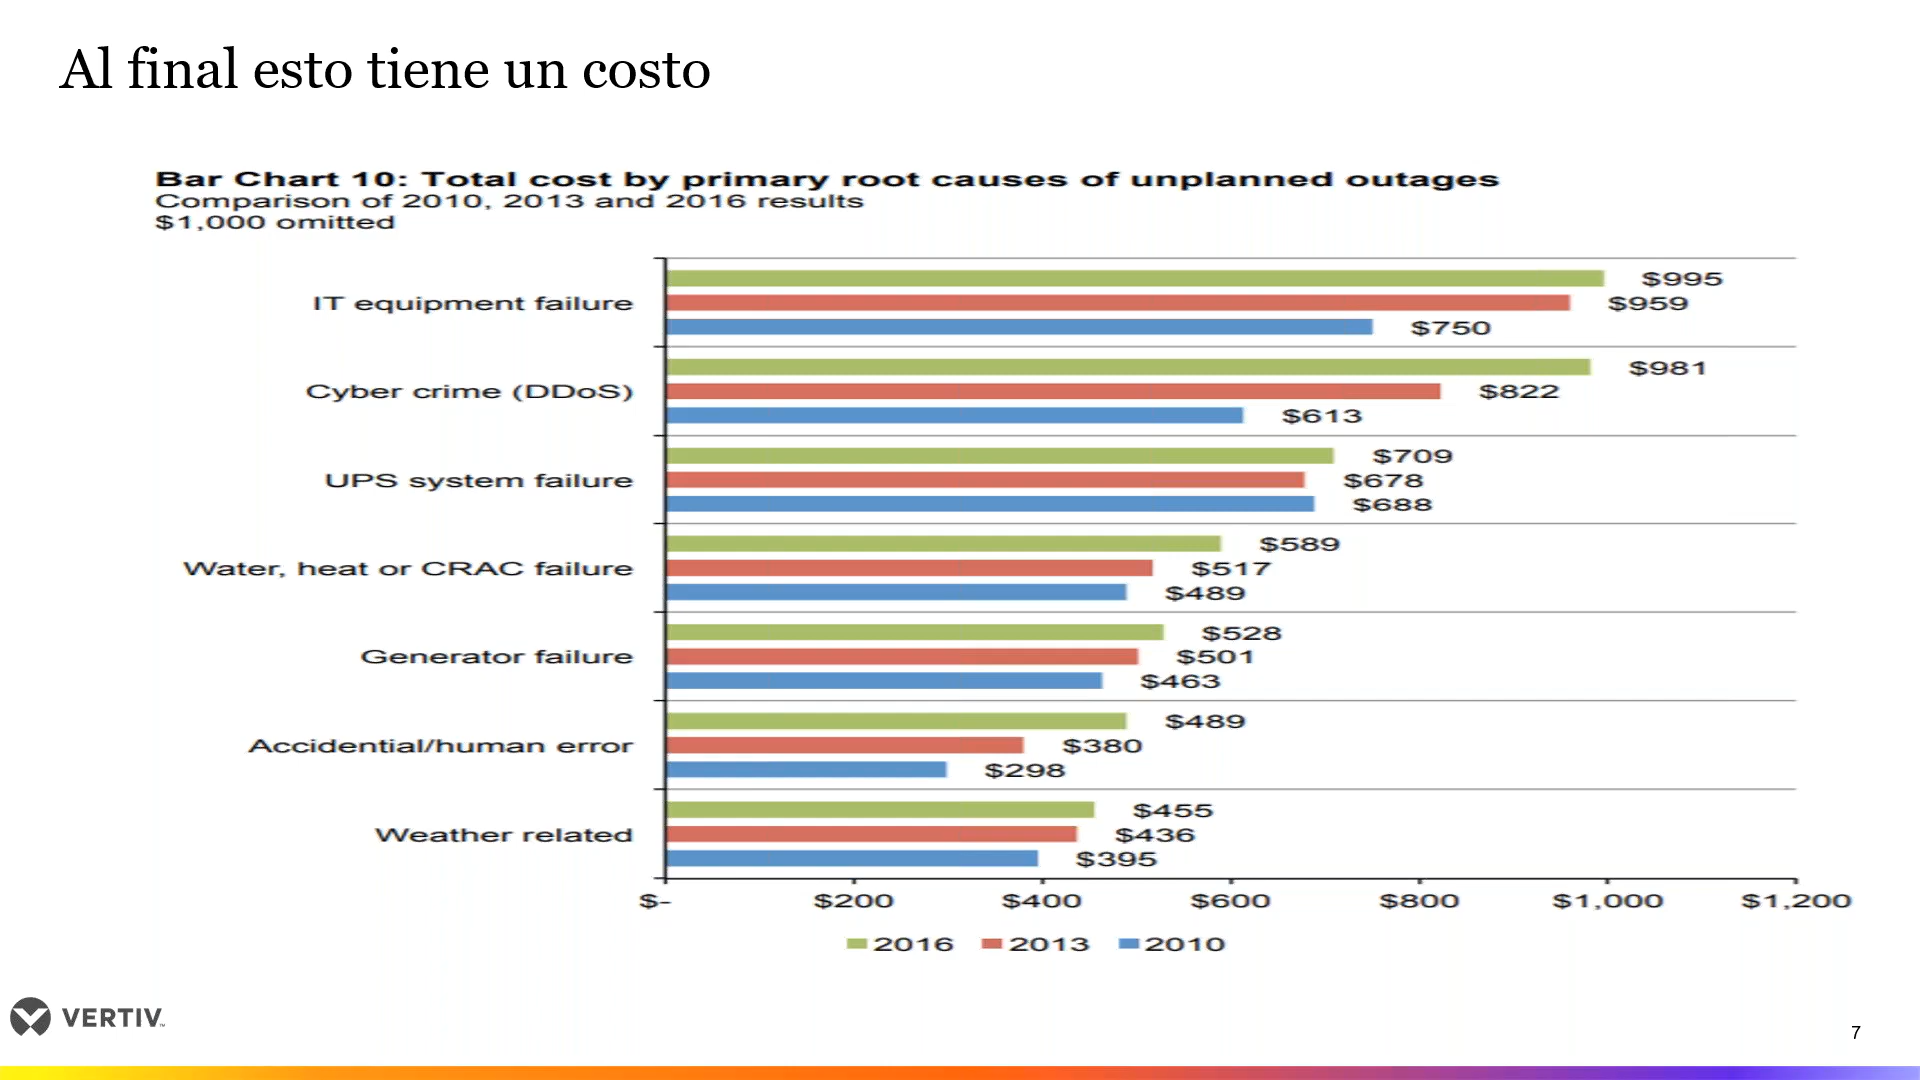 Al final esto tiene un costo
Bar Chart 10: Total cost by primary root causes of unplanned outages
Comparison of 2010, 2013 and 2016 results
$1,000 omitted
$995
IT equipment failure $959
$750
$981
Cyber crime (DDoS) $822
$613
$709
UPS system failure $678
$688
$589
Water, heat or CRAC failure $517
$489
$528
Generator failure $501
$463
$489
Accidential/human error $380
$298
$455
Weather related $436
$395
$- $200 $400 $600 $800 $1,000 $1,200
2016 2013 2010
VERTIV™
7